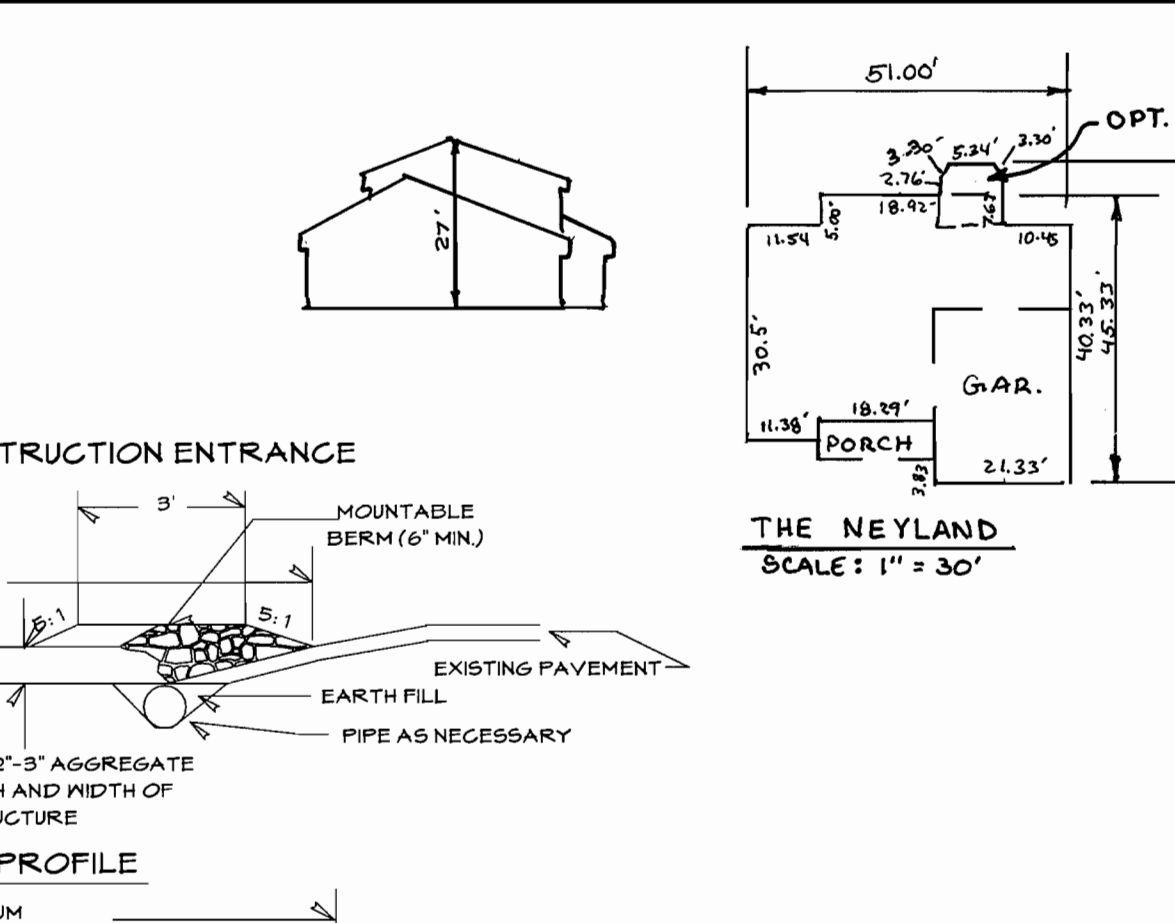 51.00'
OPT.
3.30'
5.24'
3.30'
2.76'
18.92
7.67
5.00'
11.54
10.45
27'
30.5'
40.33'
45.33'
GAR.
18.29'
11.38'
PORCH
3.83
21.33'
THE NEYLAND
SCALE: 1" = 30'
TRUCTION ENTRANCE
3'
MOUNTABLE
BERM (6" MIN.)
5:1
5:1
EXISTING PAVEMENT
EARTH FILL
PIPE AS NECESSARY
2"-3" AGGREGATE
H AND WIDTH OF
UCTURE
PROFILE
UM